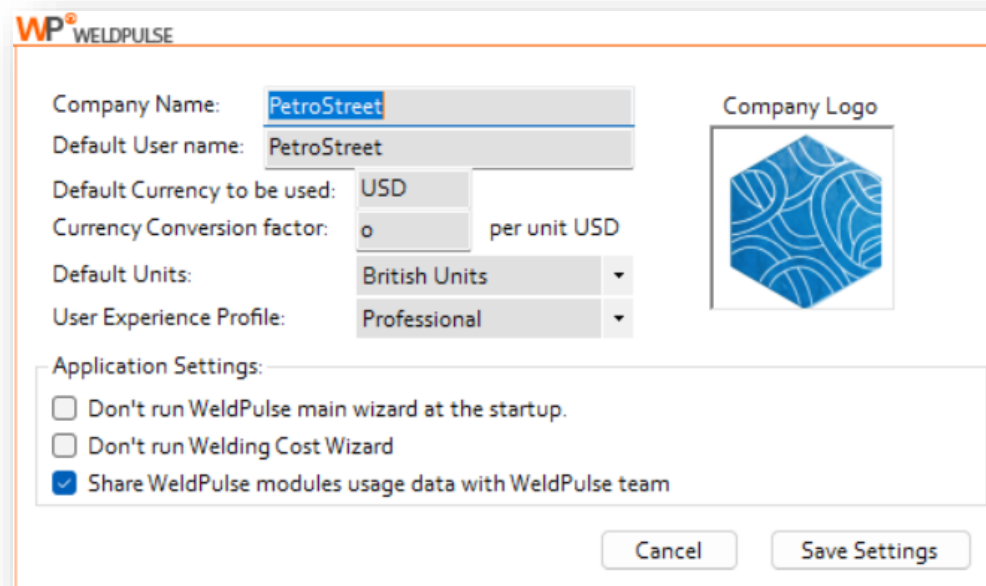 WP WELDPULSE
Company Name: PetroStreet
Company Logo
Default User name: PetroStreet
Default Currency to be used: USD
Currency Conversion factor: o per unit USD
Default Units: British Units
User Experience Profile: Professional
Application Settings:
Don't run WeldPulse main wizard at the startup.
Don't run Welding Cost Wizard
Share WeldPulse modules usage data with WeldPulse team
Cancel Save Settings